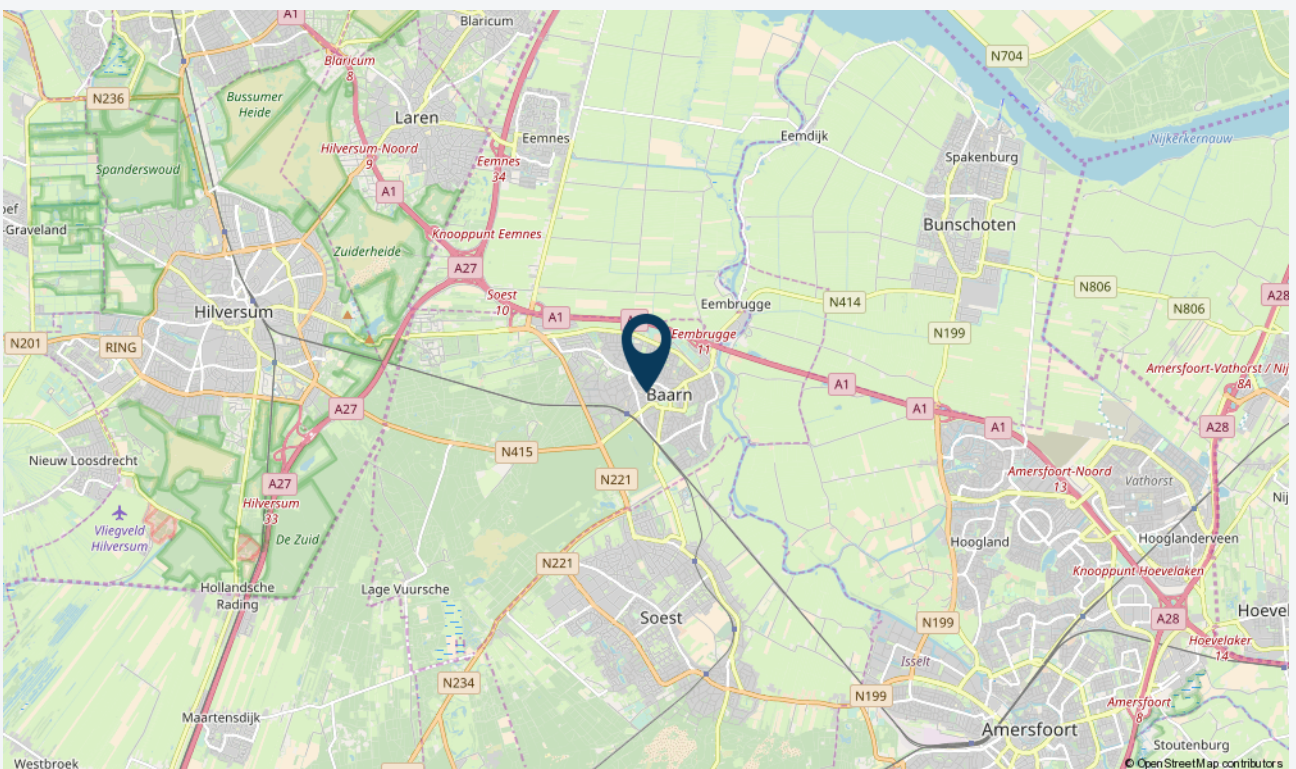 A1
Blaricum
Blaricum
8
N704
N236
Bussumer
Heide
Laren
Eemnes
Eemdijk
Nijkerkernauw
Hilversum-Noord
9
Eemnes
34
Spakenburg
Spanderswoud
A1
-Graveland
Bunschoten
Knooppunt Eemnes
Zuiderheide
A27
Soest
10
N806
A28
Hilversum
Eembrugge
N414
N806
A1
N201
RING
Eembrugge
11
N199
Amersfoort-Vathorst / Nij
8A
A1
Baarn
A27
A1
A1
A28
N415
Nieuw Loosdrecht
N221
Amersfoort-Noord
13
Vathorst
A27
Hilversum
33
Nij
Vliegveld
Hilversum
De Zuid
Hoogland
Hooglanderveen
N221
Knooppunt Hoevelaken
Hollandsche
Rading
Lage Vuursche
Soest
N199
A28
Hoevel
Hoevelaker
14
Isselt
N234
N199
Amersfoort
8
Maartensdijk
Amersfoort
Stoutenburg
Westbroek
© OpenStreetMap contributors